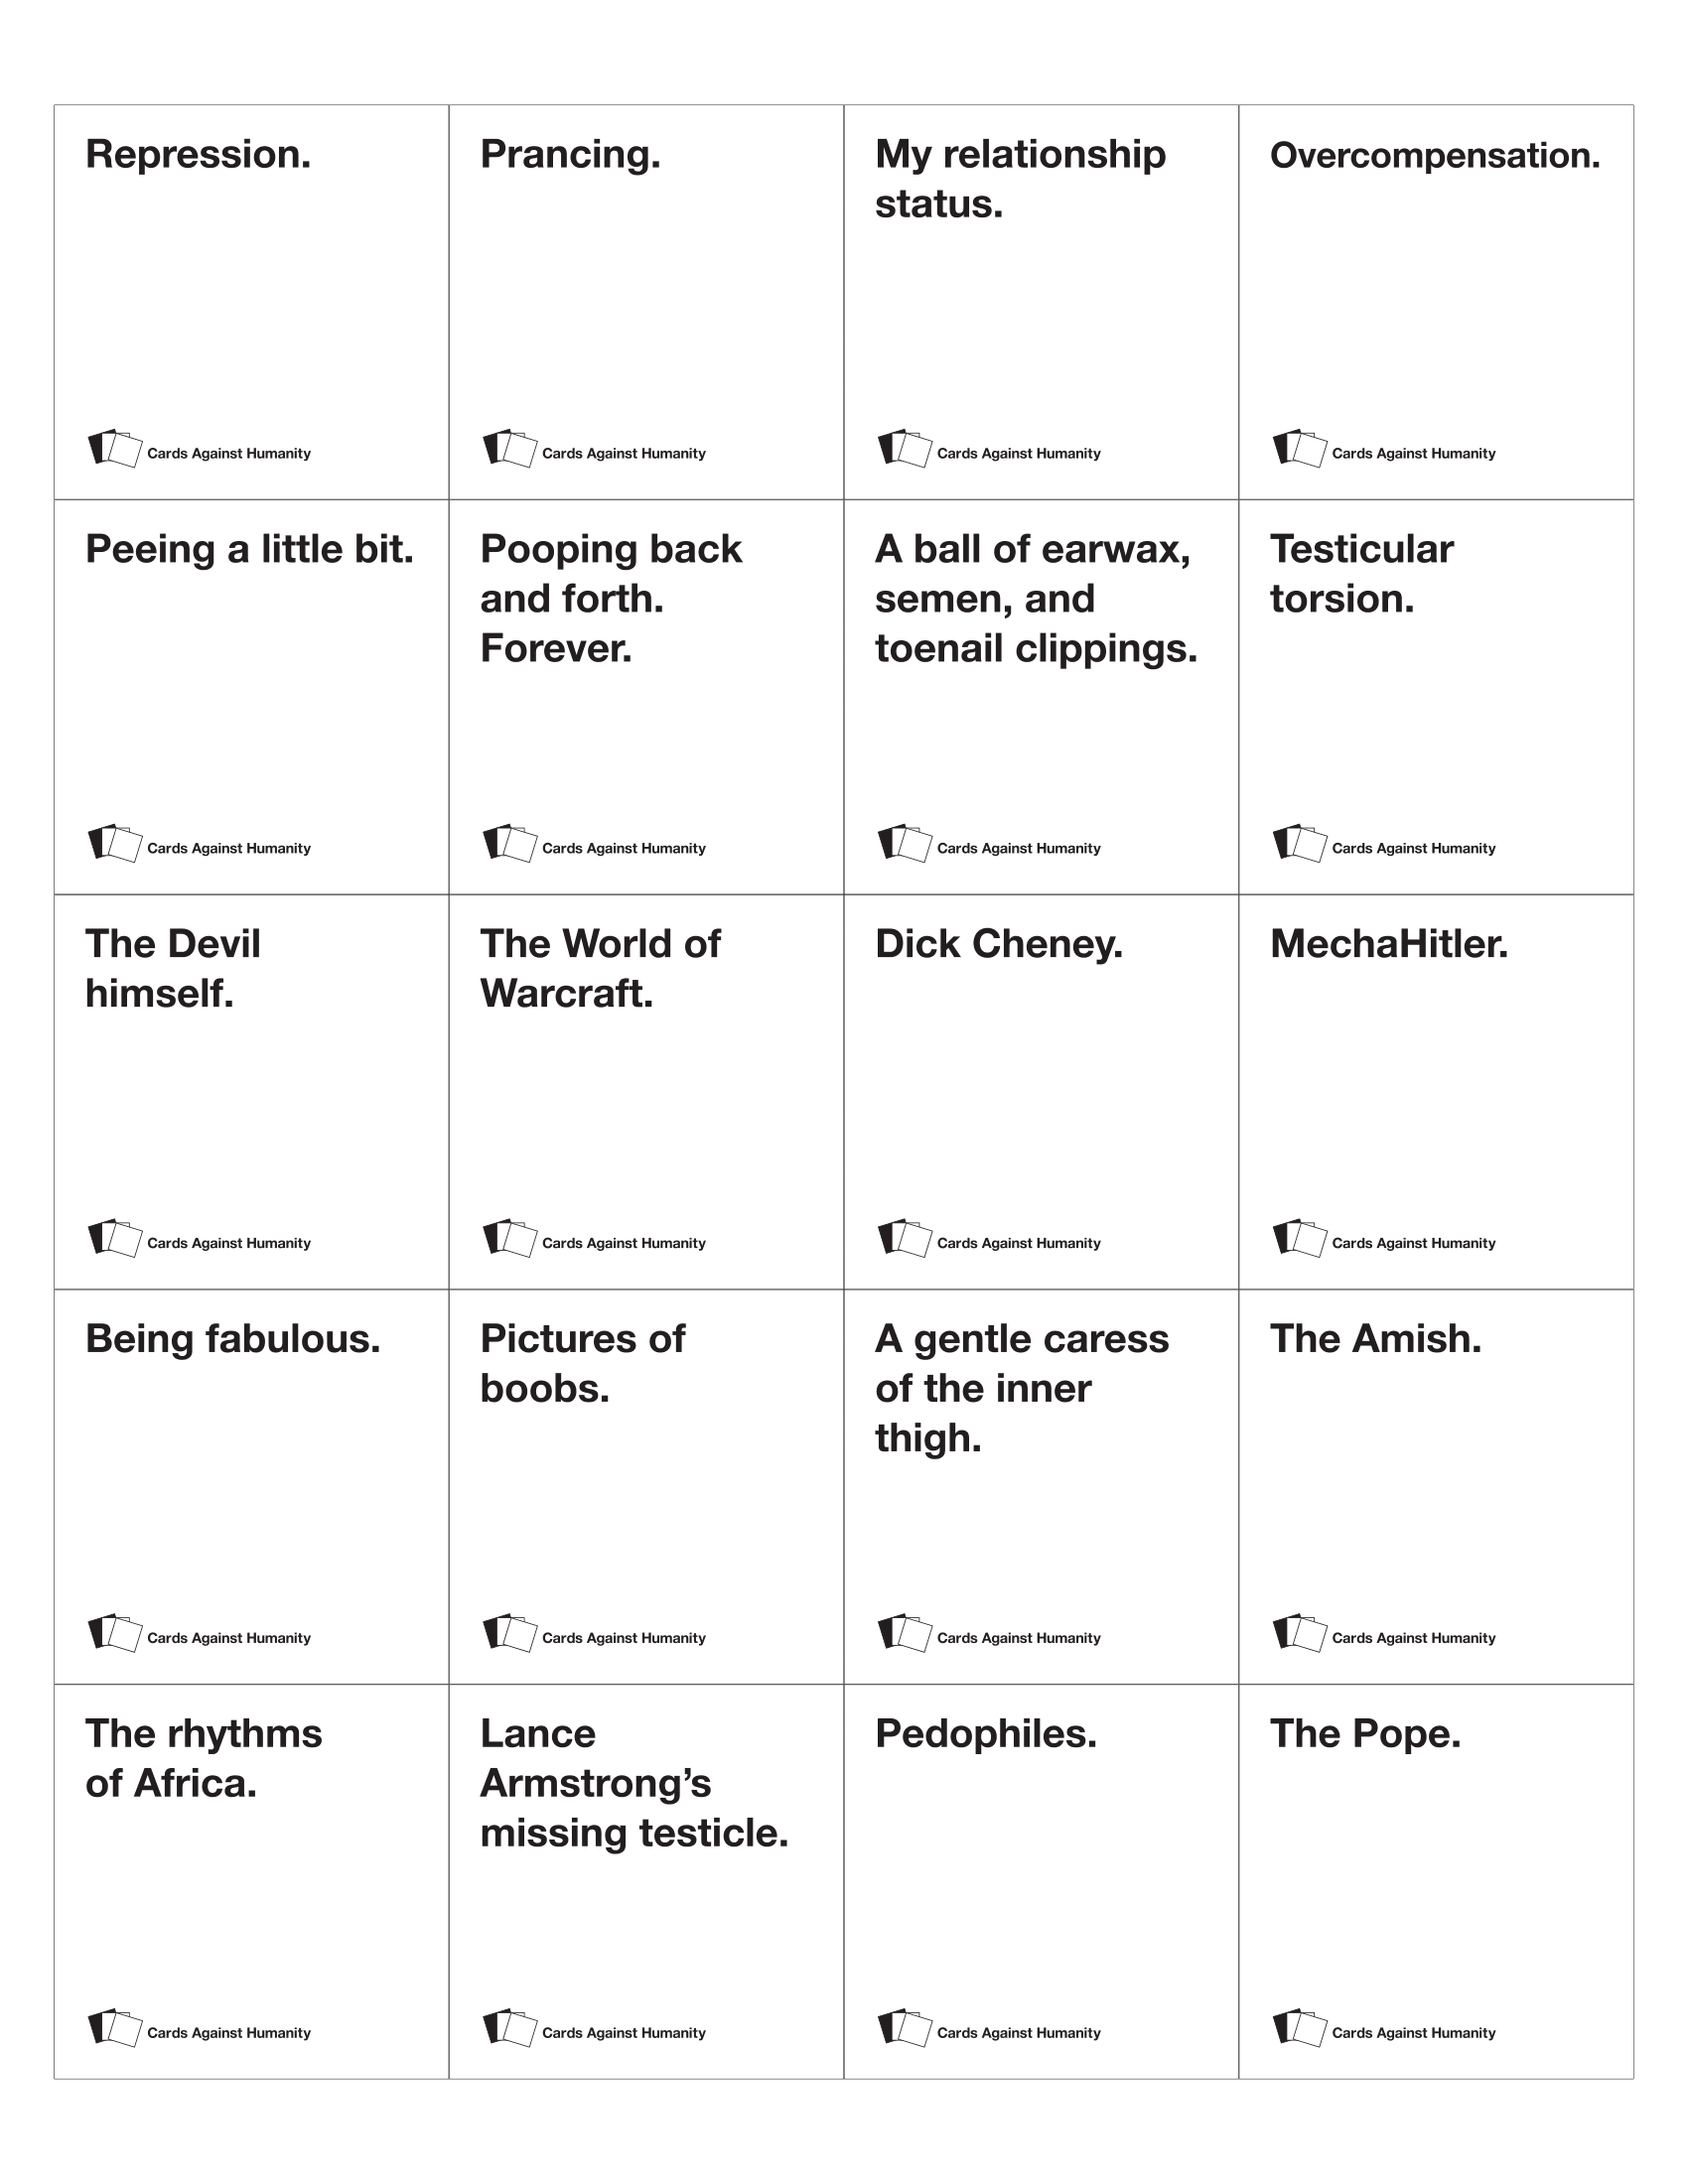 Repression.
Cards Against Humanity
Prancing.
Cards Against Humanity
My relationship
status.
Cards Against Humanity
Overcompensation.
Cards Against Humanity
Peeing a little bit.
Cards Against Humanity
Pooping back
and forth.
Forever.
Cards Against Humanity
A ball of earwax,
semen, and
toenail clippings.
Cards Against Humanity
Testicular
torsion.
Cards Against Humanity
The Devil
himself.
Cards Against Humanity
The World of
Warcraft.
Cards Against Humanity
Dick Cheney.
Cards Against Humanity
MechaHitler.
Cards Against Humanity
Being fabulous.
Cards Against Humanity
Pictures of
boobs.
Cards Against Humanity
A gentle caress
of the inner
thigh.
Cards Against Humanity
The Amish.
Cards Against Humanity
The rhythms
of Africa.
Cards Against Humanity
Lance
Armstrong’s
missing testicle.
Cards Against Humanity
Pedophiles.
Cards Against Humanity
The Pope.
Cards Against Humanity